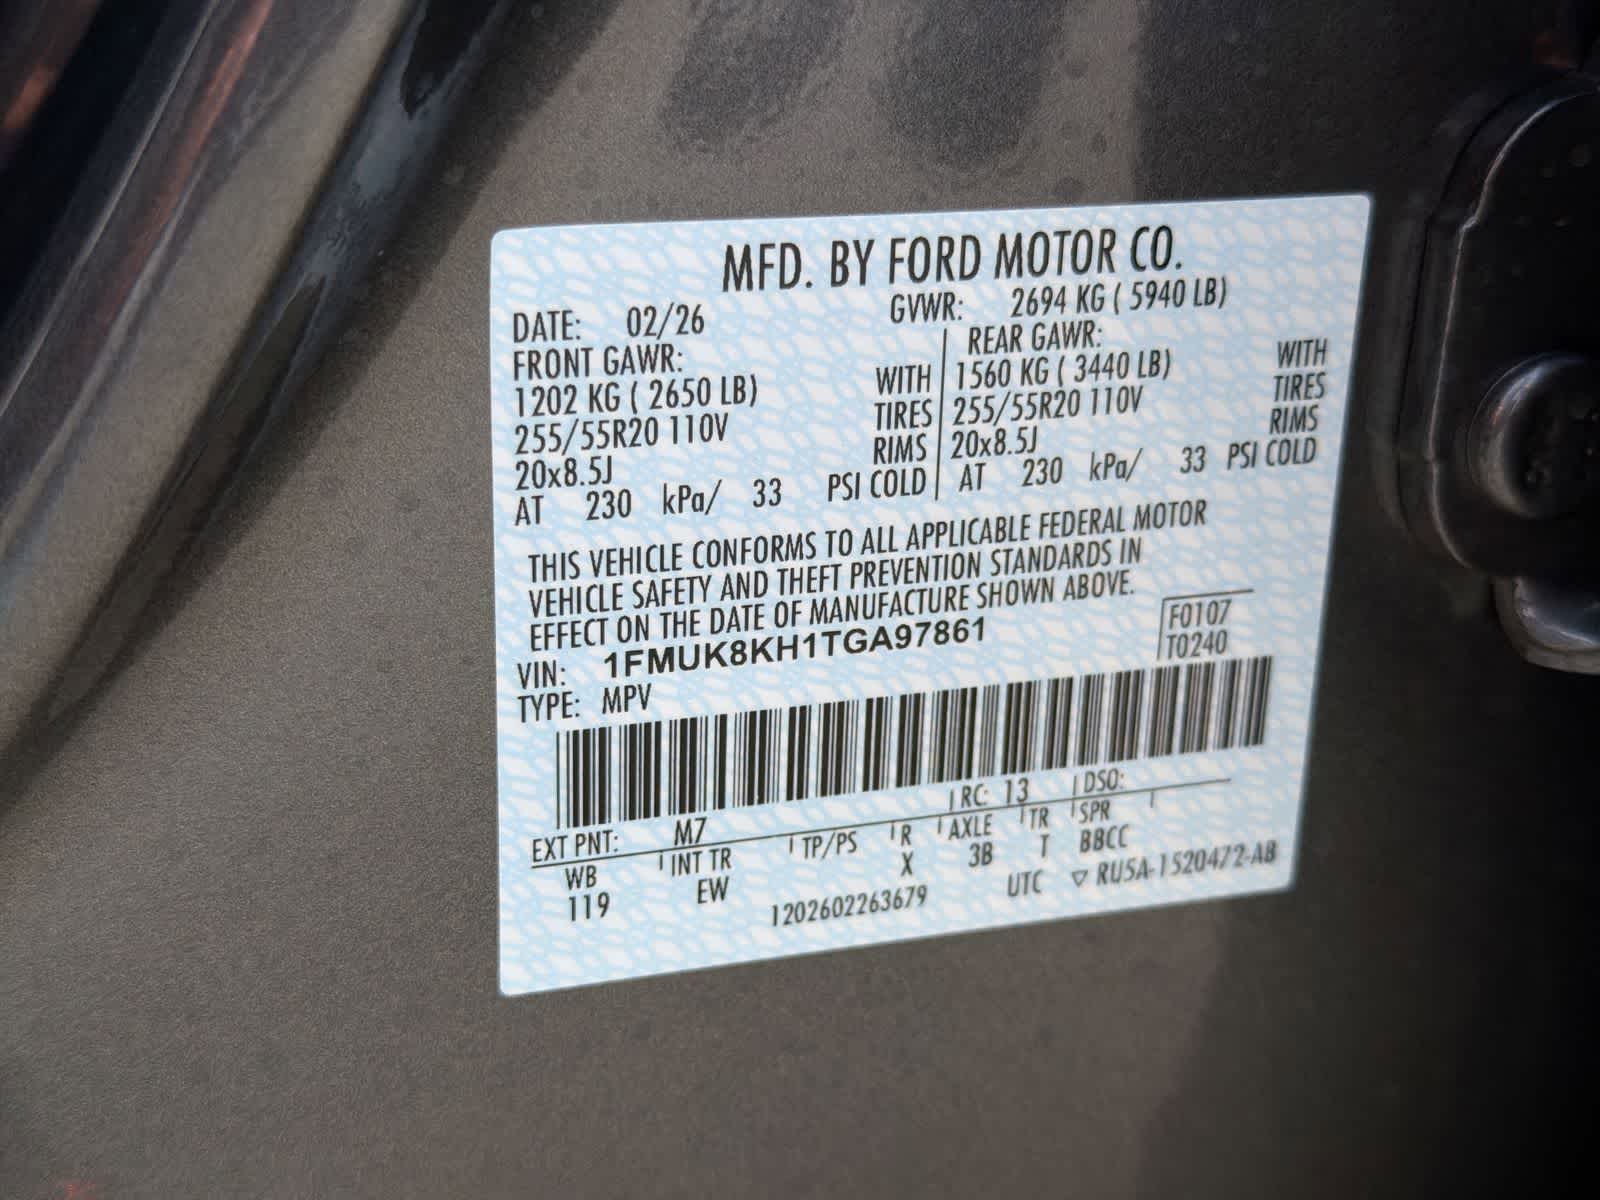 MFD. BY FORD MOTOR CO.
DATE: 02/26 GVWR: 2694 KG ( 5940 LB)
FRONT GAWR: REAR GAWR:
1202 KG ( 2650 LB) WITH 1560 KG ( 3440 LB) WITH
255/55R20 110V TIRES 255/55R20 110V TIRES
20x8.5J RIMS 20x8.5J RIMS
AT 230 kPa/ 33 PSI COLD AT 230 kPa/ 33 PSI COLD
THIS VEHICLE CONFORMS TO ALL APPLICABLE FEDERAL MOTOR
VEHICLE SAFETY AND THEFT PREVENTION STANDARDS IN
EFFECT ON THE DATE OF MANUFACTURE SHOWN ABOVE.
VIN: 1FMUK8KH1TGA97861 F0107
TYPE: MPV T0240
EXT PNT: M7 RC: 13 DSO:
WB INT TR TP/PS R AXLE TR SPR
119 EW X 3B T BBCC
1202602263679 UTC ▽ RU5A-1520472-AB